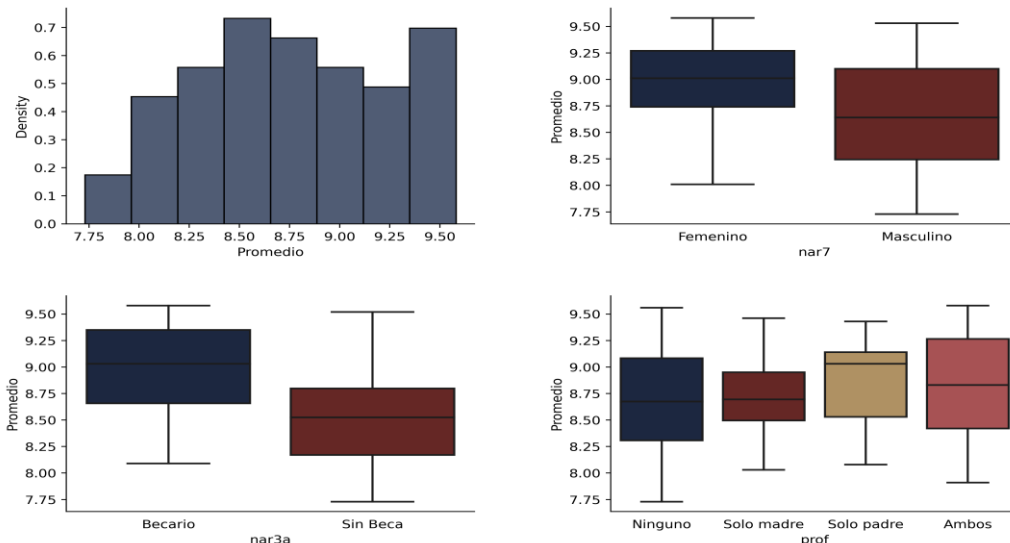 0.7
0.6
0.5
0.4
0.3
0.2
0.1
0.0
Density
7.75 8.00 8.25 8.50 8.75 9.00 9.25 9.50
Promedio
9.50
9.25
9.00
8.75
8.50
8.25
8.00
7.75
Promedio
Femenino Masculino
nar7
9.50
9.25
9.00
8.75
8.50
8.25
8.00
7.75
Promedio
Becario Sin Beca
nar3a
9.50
9.25
9.00
8.75
8.50
8.25
8.00
7.75
Promedio
Ninguno Solo madre Solo padre Ambos
prof